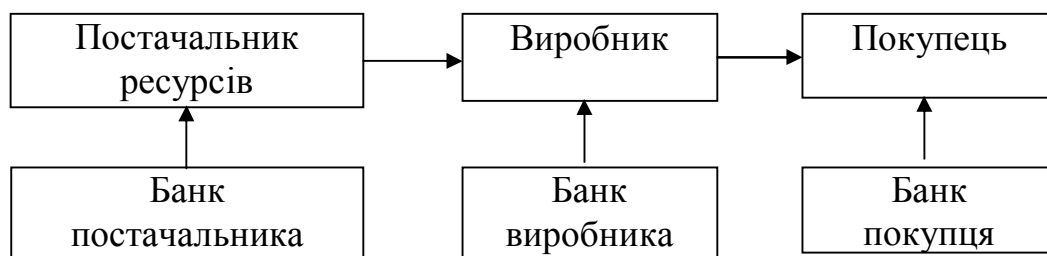 Постачальник
ресурсів
Виробник
Покупець
Банк
постачальника
Банк
виробника
Банк
покупця